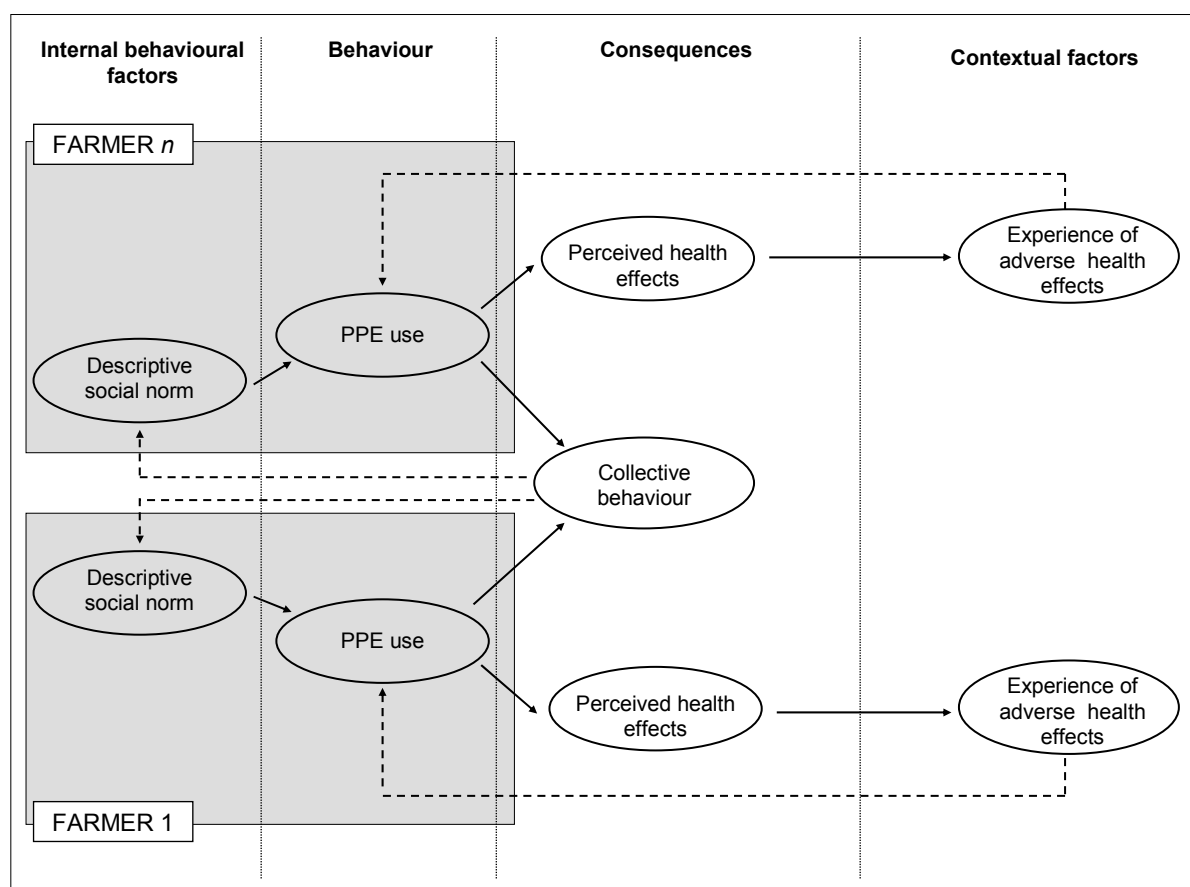 Internal behavioural
factors
Behaviour
Consequences
Contextual factors
FARMER n
Perceived health
effects
Experience of
adverse health
effects
PPE use
Descriptive
social norm
Collective
behaviour
Descriptive
social norm
PPE use
Perceived health
effects
Experience of
adverse health
effects
FARMER 1